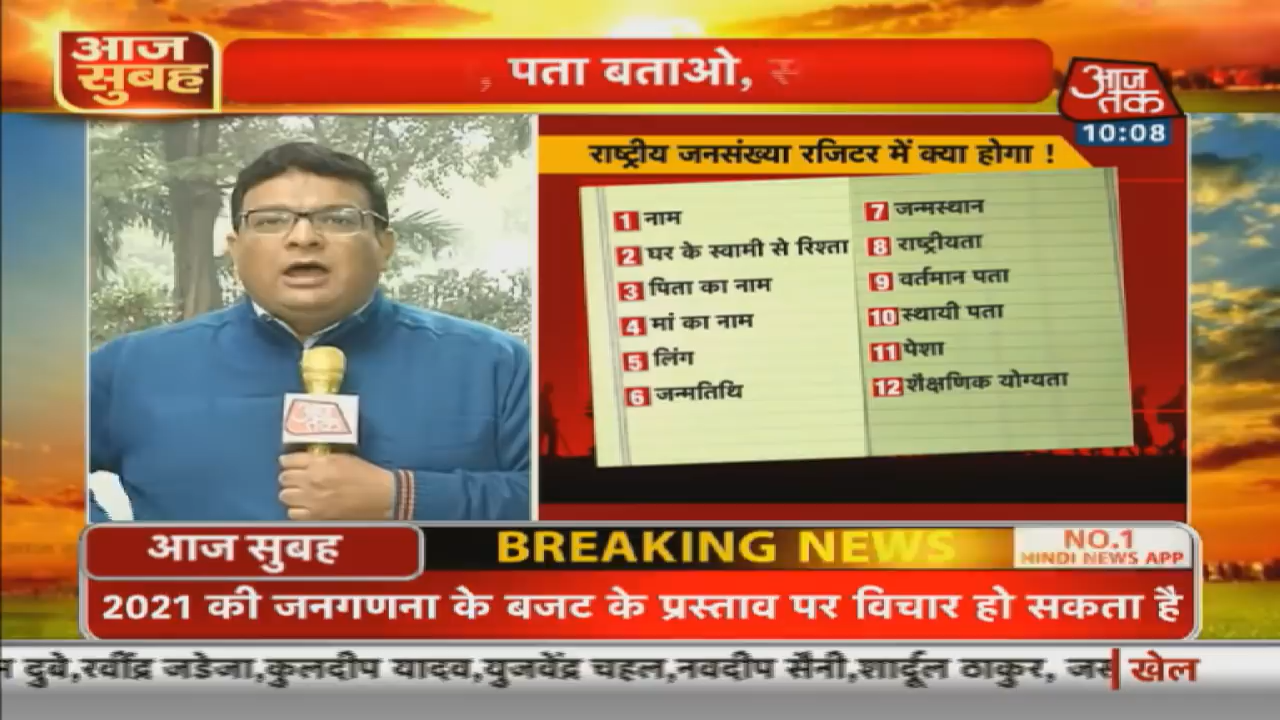 आज
सुबह
, पता बताओ,
आज
तक
10:08
राष्ट्रीय जनसंख्या रजिटर में क्या होगा !
1 नाम
2 घर के स्वामी से रिश्ता
3 पिता का नाम
4 मां का नाम
5 लिंग
6 जन्मतिथि
7 जन्मस्थान
8 राष्ट्रीयता
9 वर्तमान पता
10 स्थायी पता
11 पेशा
12 शैक्षणिक योग्यता
आज
तक
आज सुबह
BREAKING NEWS
NO.1
HINDI NEWS APP
2021 की जनगणना के बजट के प्रस्ताव पर विचार हो सकता है
दुबे,रवींद्र जडेजा,कुलदीप यादव,युजवेंद्र चहल,नवदीप सैनी,शार्दूल ठाकुर,
खेल